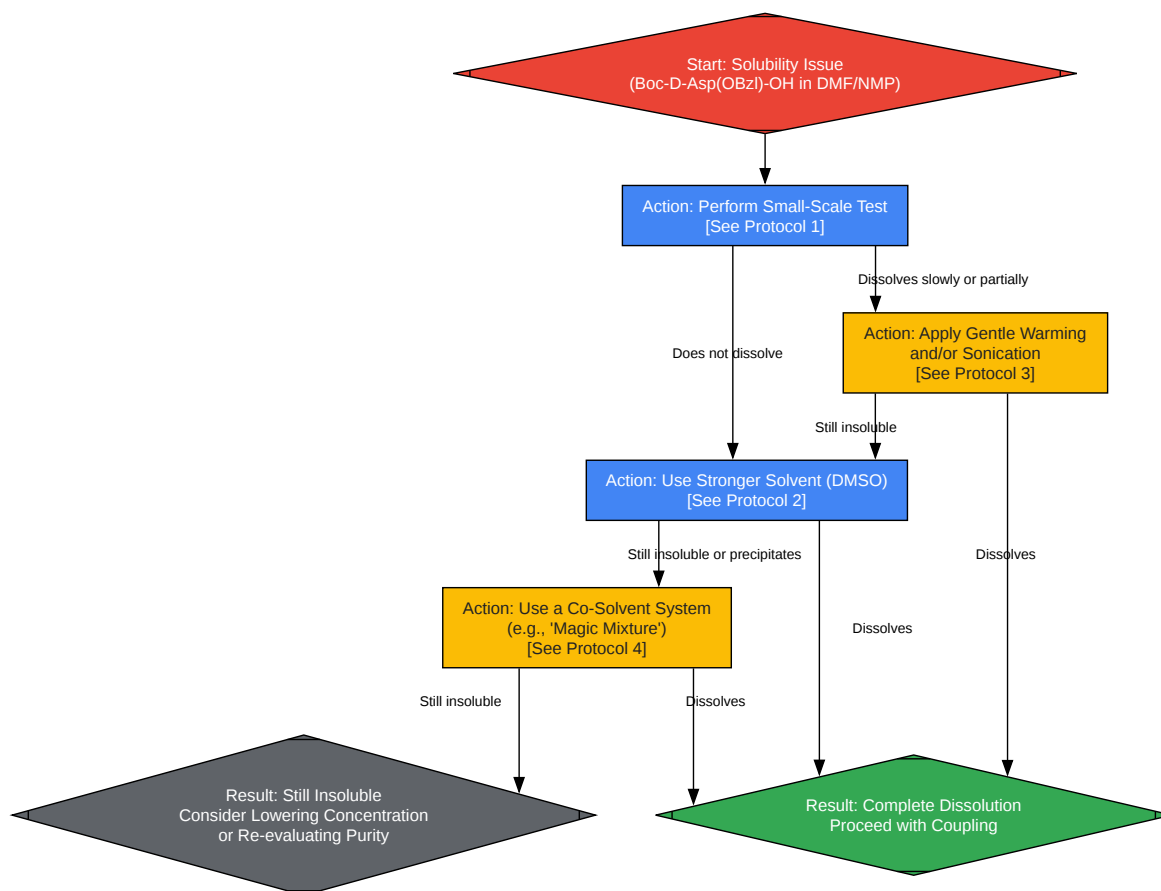 Start: Solubility Issue
(Boc-D-Asp(OBzl)-OH in DMF/NMP)
Action: Perform Small-Scale Test
[See Protocol 1]
Dissolves slowly or partially
Action: Apply Gentle Warming
and/or Sonication
[See Protocol 3]
Does not dissolve
Still insoluble
Action: Use Stronger Solvent (DMSO)
[See Protocol 2]
Still insoluble or precipitates
Dissolves
Action: Use a Co-Solvent System
(e.g., 'Magic Mixture')
[See Protocol 4]
Dissolves
Still insoluble
Dissolves
Result: Still Insoluble
Consider Lowering Concentration
or Re-evaluating Purity
Result: Complete Dissolution
Proceed with Coupling